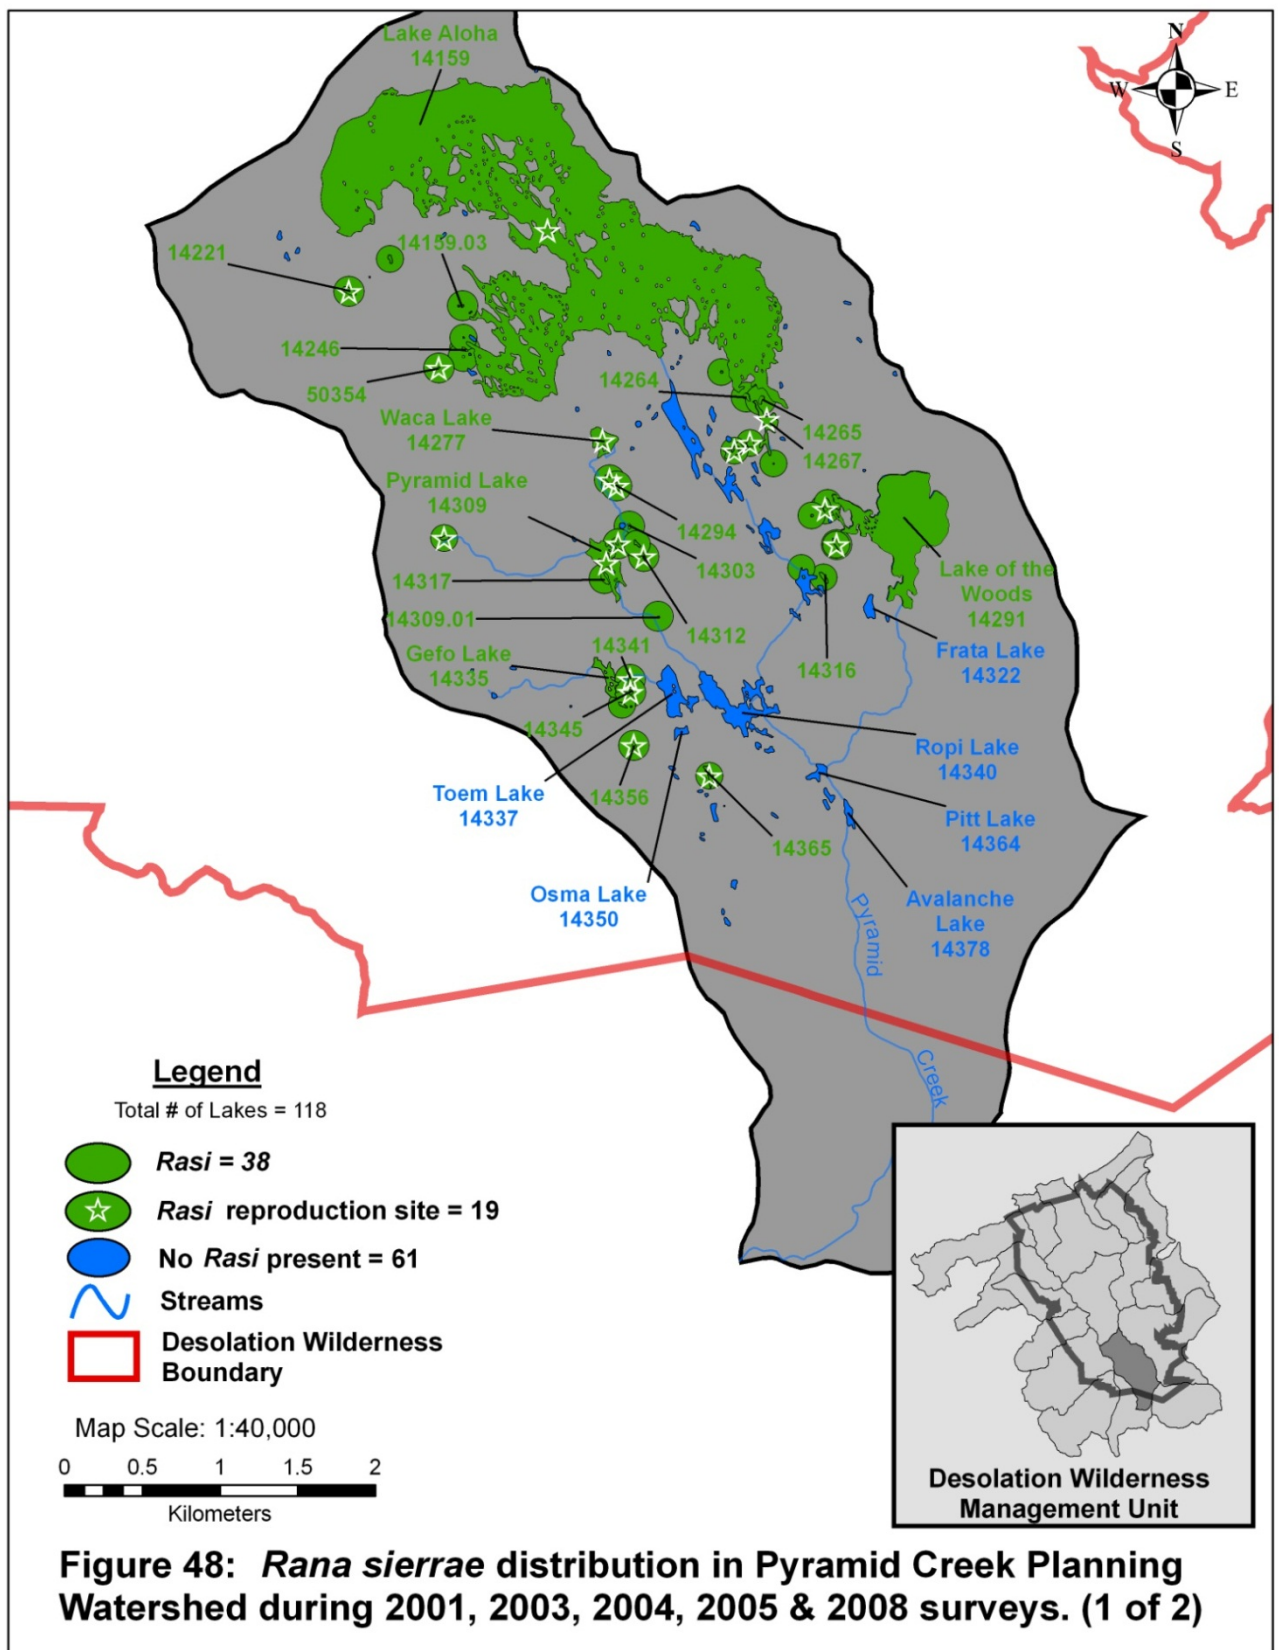 Lake Aloha
14159
N
W
E
S
14221
14159.03
14246
50354
14264
14265
14267
Waca Lake
14277
Pyramid Lake
14309
14294
14303
14317
14309.01
14312
14316
Lake of the
Woods
14291
Frata Lake
14322
Gefo Lake
14335
14341
14345
14356
14365
Toem Lake
14337
Osma Lake
14350
Ropi Lake
14340
Pitt Lake
14364
Avalanche
Lake
14378
Pyramid
Creek
Legend
Total # of Lakes = 118
Rasi = 38
Rasi reproduction site = 19
No Rasi present = 61
Streams
Desolation Wilderness
Boundary
Map Scale: 1:40,000
0 0.5 1 1.5 2
Kilometers
Desolation Wilderness
Management Unit
Figure 48: Rana sierrae distribution in Pyramid Creek Planning
Watershed during 2001, 2003, 2004, 2005 & 2008 surveys. (1 of 2)